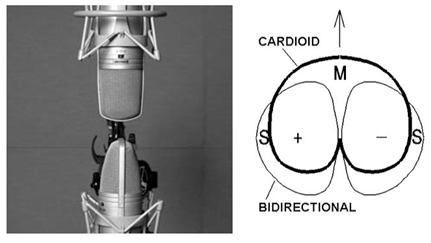 CARDIOID
M
S + − S
BIDIRECTIONAL